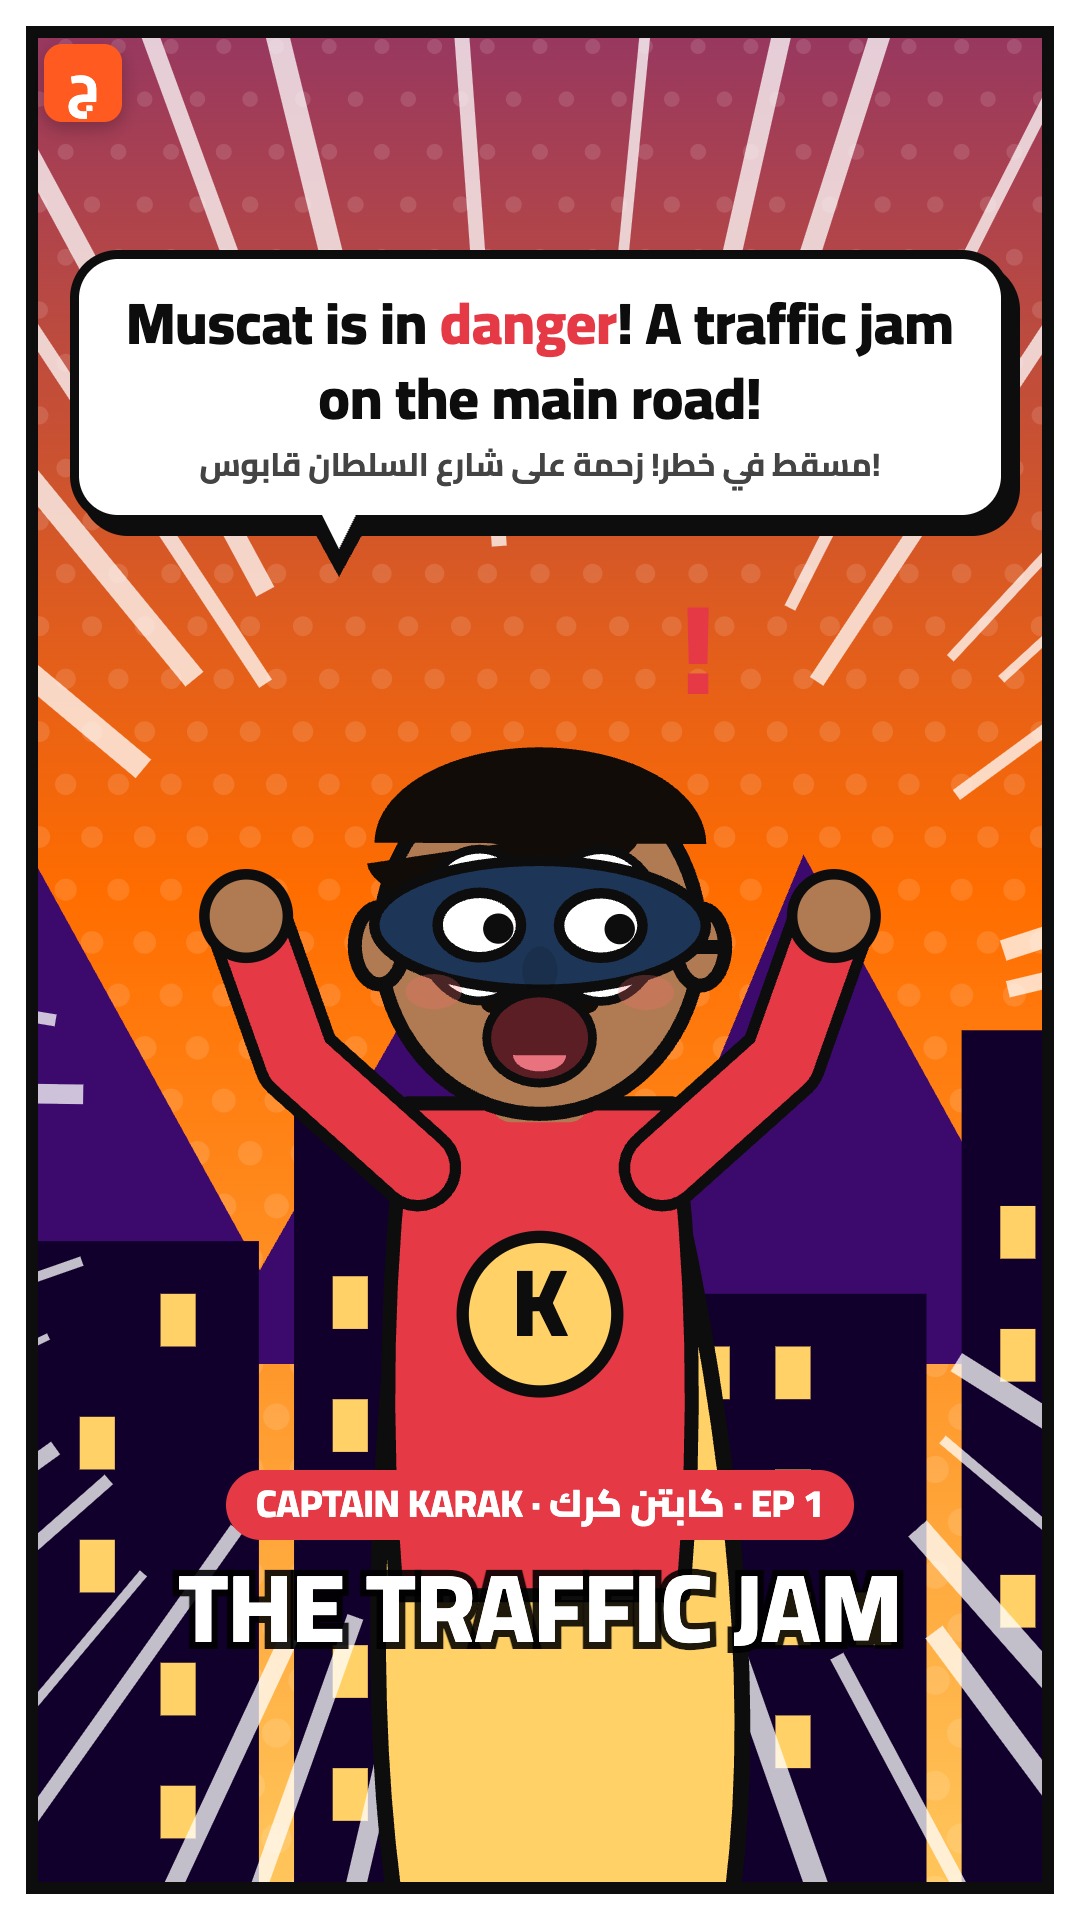 ج
Muscat is in danger! A traffic jam
on the main road!
مسقط في خطر! زحمة على شارع السلطان قابوس!
!
K
CAPTAIN KARAK · كابتن كرك · EP 1
THE TRAFFIC JAM